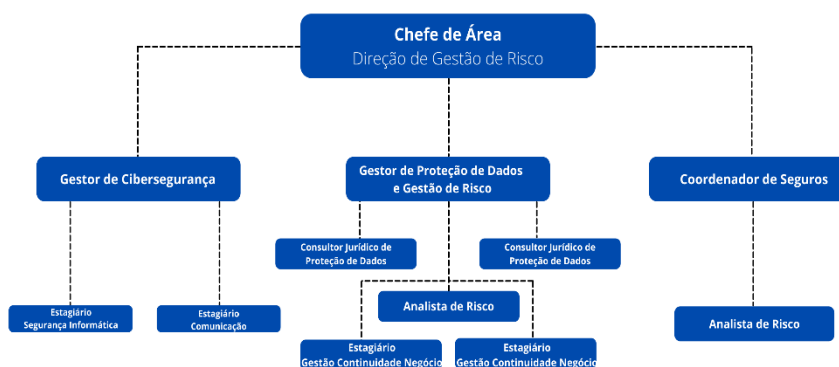 Chefe de Área
Direção de Gestão de Risco
Gestor de Cibersegurança
Gestor de Proteção de Dados
e Gestão de Risco
Coordenador de Seguros
Consultor Jurídico de
Proteção de Dados
Consultor Jurídico de
Proteção de Dados
Estagiário
Segurança Informática
Estagiário
Comunicação
Analista de Risco
Analista de Risco
Estagiário
Gestão Continuidade Negócio
Estagiário
Gestão Continuidade Negócio